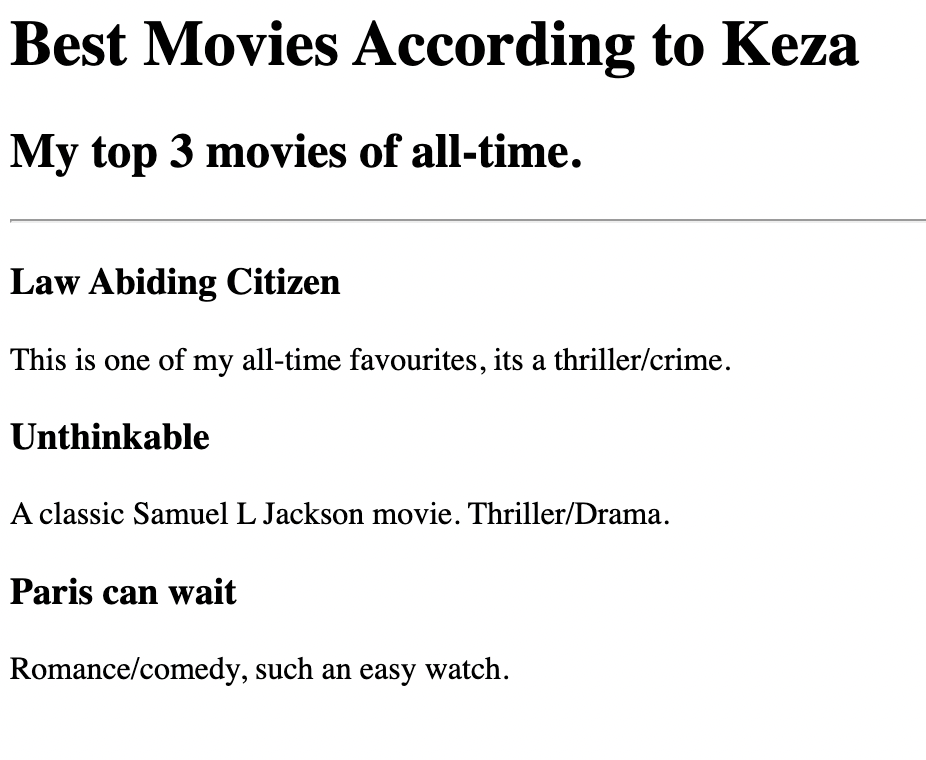 Best Movies According to Keza
My top 3 movies of all-time.
Law Abiding Citizen
This is one of my all-time favourites, its a thriller/crime.
Unthinkable
A classic Samuel L Jackson movie. Thriller/Drama.
Paris can wait
Romance/comedy, such an easy watch.